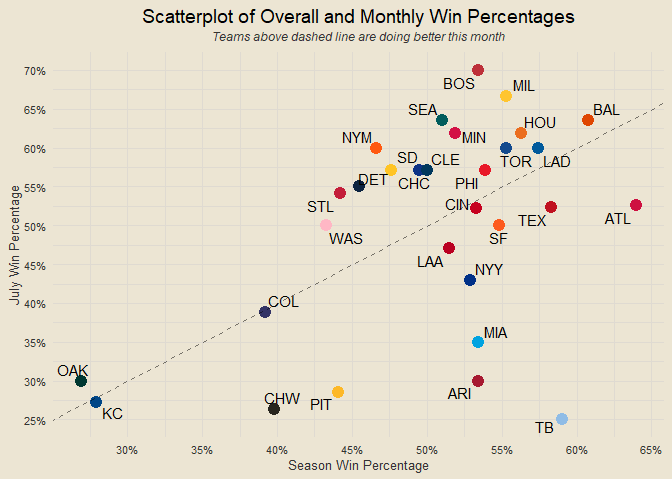 Scatterplot of Overall and Monthly Win Percentages
Teams above dashed line are doing better this month
July Win Percentage
70%
65%
60%
55%
50%
45%
40%
35%
30%
25%
BOS
MIL
SEA
BAL
HOU
NYM
MIN
SD
CLE
TOR
LAD
DET
CHC
PHI
STL
CIN
TEX
ATL
WAS
SF
LAA
NYY
COL
MIA
OAK
KC
CHW
PIT
ARI
TB
30%
35%
40%
45%
50%
55%
60%
65%
Season Win Percentage